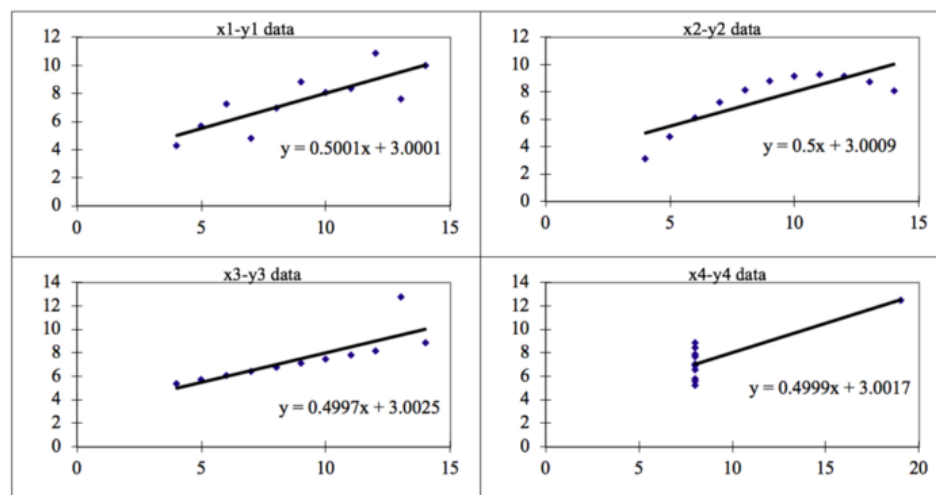 x1-y1 data
12
10
8
6
4
2
0
0 5 10 15
y = 0.5001x + 3.0001
x2-y2 data
12
10
8
6
4
2
0
0 5 10 15
y = 0.5x + 3.0009
x3-y3 data
14
12
10
8
6
4
2
0
0 5 10 15
y = 0.4997x + 3.0025
x4-y4 data
14
12
10
8
6
4
2
0
0 5 10 15 20
y = 0.4999x + 3.0017